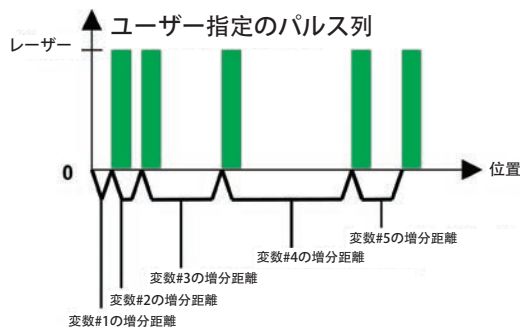 ユーザー指定のパルス列
レーザー
0
位置
変数#5の増分距離
変数#4の増分距離
変数#3の増分距離
変数#2の増分距離
変数#1の増分距離